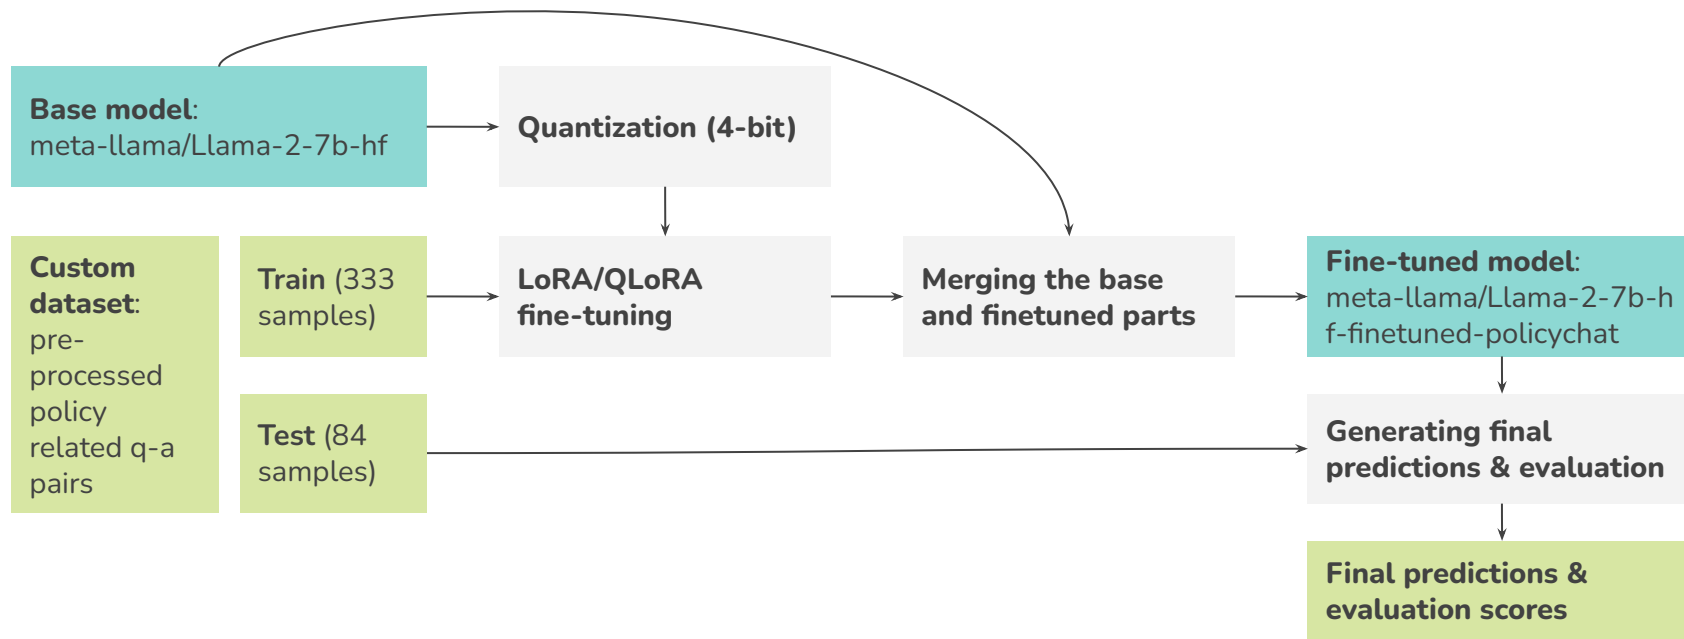 Base model:
meta-llama/Llama-2-7b-hf
Quantization (4-bit)
Custom
dataset:
pre-
processed
policy
related q-a
pairs
Train (333
samples)
LoRA/QLoRA
fine-tuning
Merging the base
and finetuned parts
Fine-tuned model:
meta-llama/Llama-2-7b-h
f-finetuned-policychat
Test (84
samples)
Generating final
predictions & evaluation
Final predictions &
evaluation scores